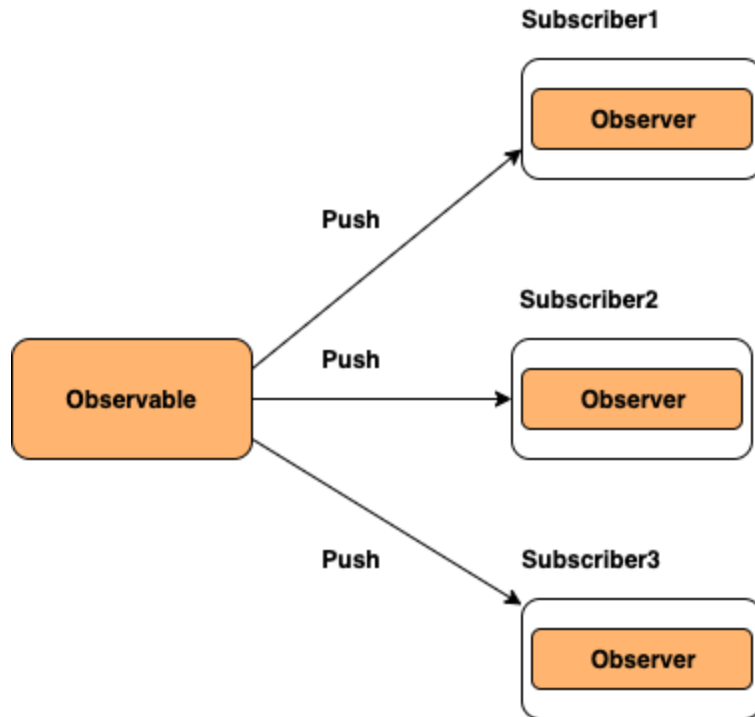 Subscriber1
Observer
Push
Subscriber2
Push
Observable
Observer
Push
Subscriber3
Observer